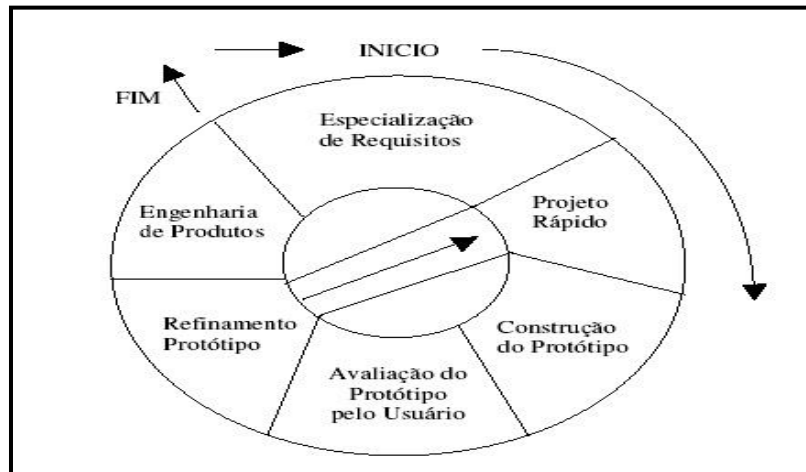 INICIO
FIM
Especialização
de Requisitos
Projeto
Rápido
Construção
do Protótipo
Avaliação do
Protótipo
pelo Usuário
Refinamento
Protótipo
Engenharia
de Produtos